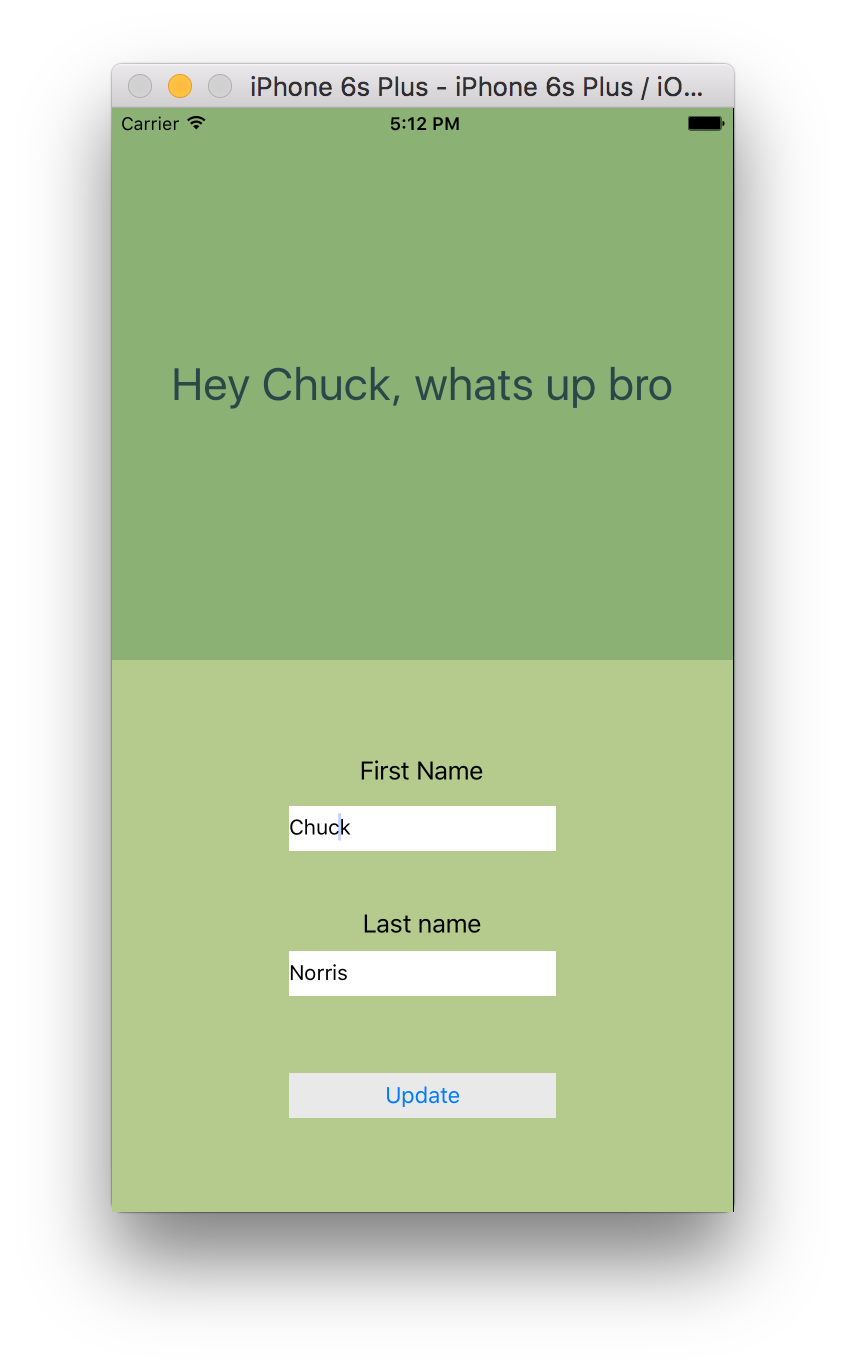 iPhone 6s Plus - iPhone 6s Plus / iO...
Carrier 5:12 PM
Hey Chuck, whats up bro
First Name
Chuck
Last name
Norris
Update